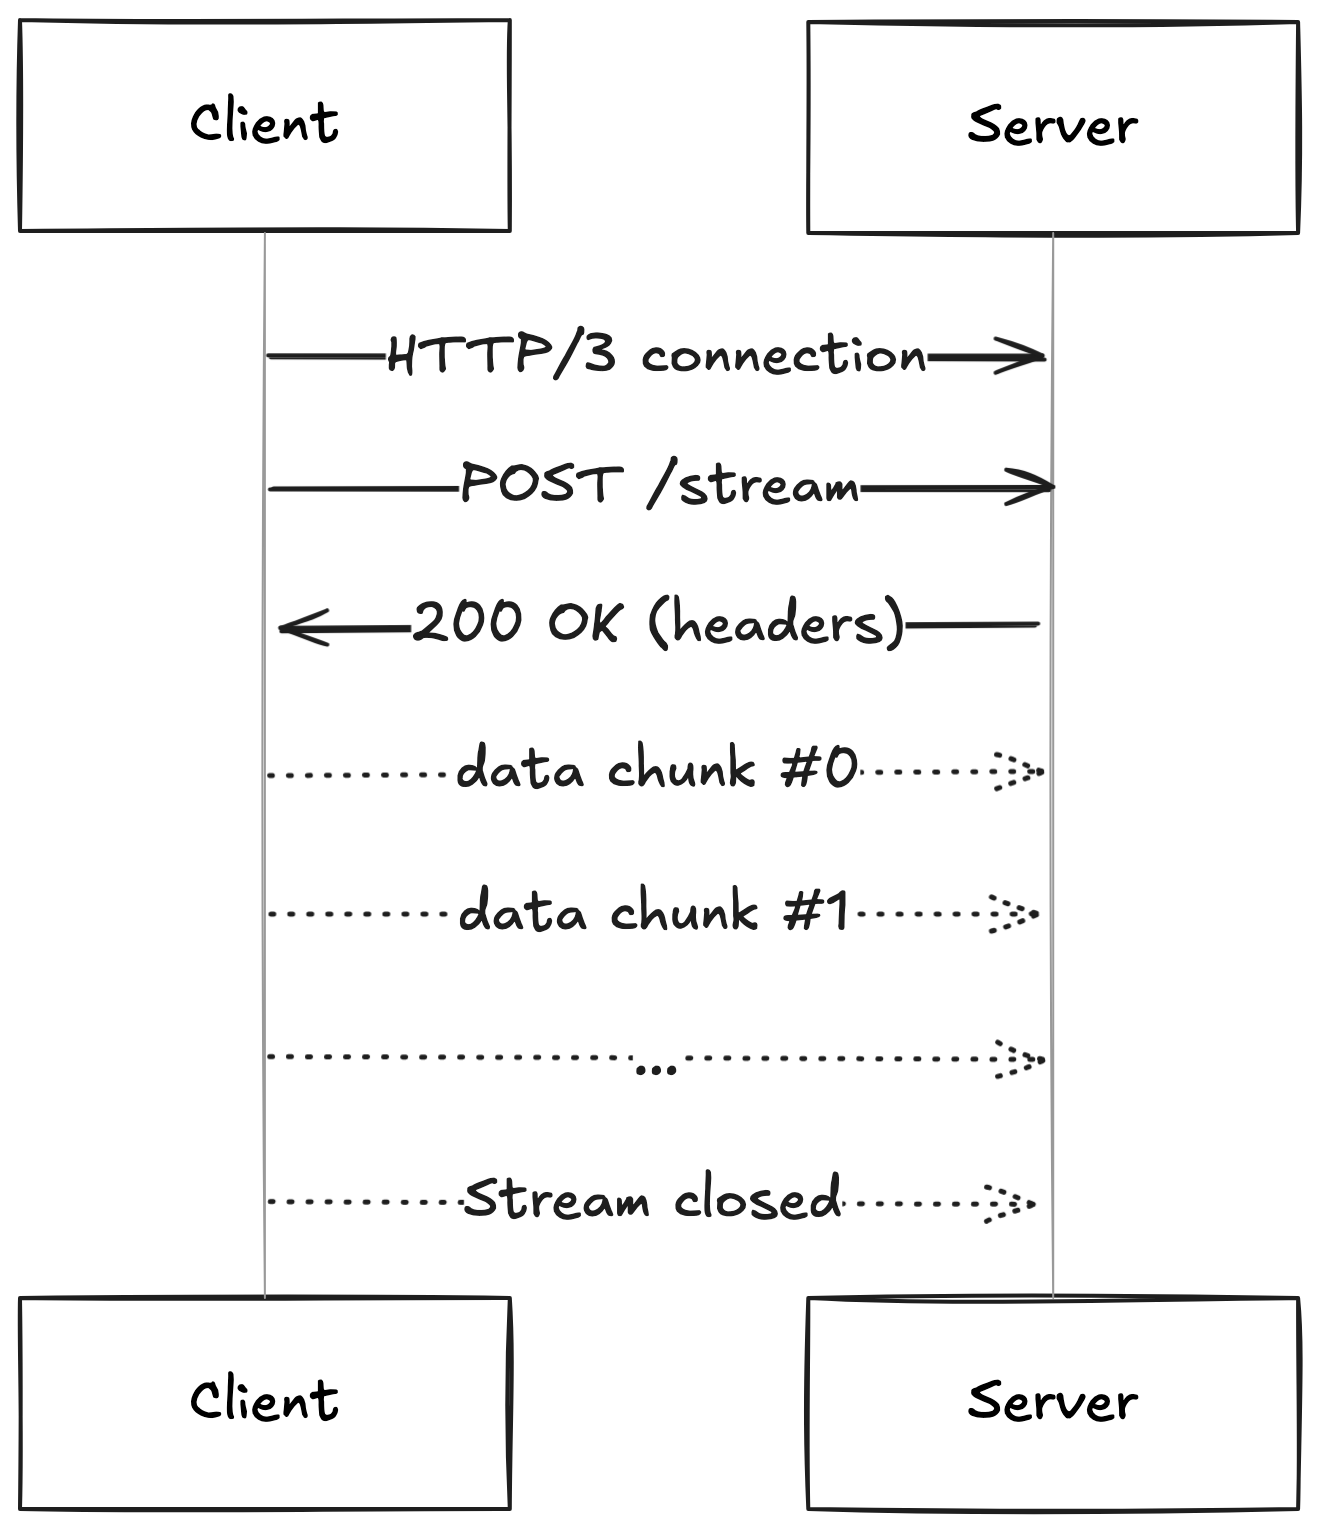 Client
Server
HTTP/3 connection
POST /stream
200 OK (headers)
data chunk #0
data chunk #1
...
Stream closed
Client
Server